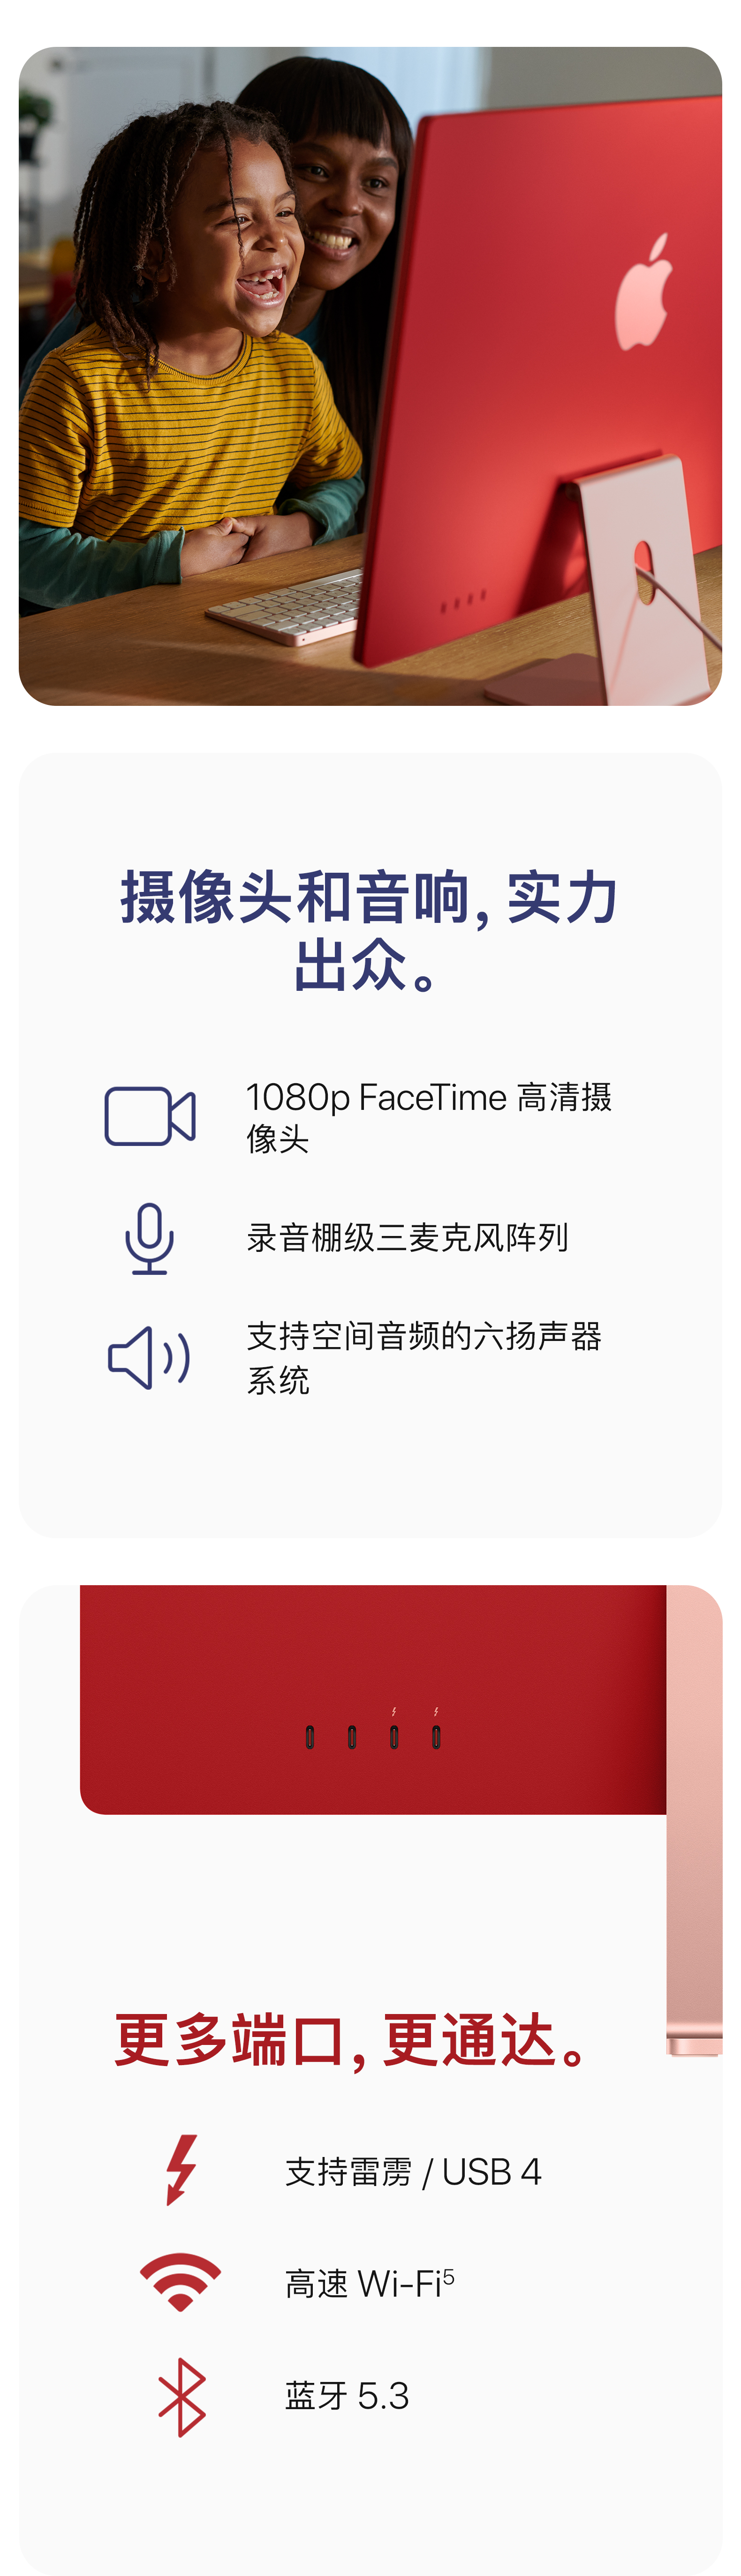 摄像头和音响，实力
出众。
1080p FaceTime 高清摄
像头
录音棚级三麦克风阵列
支持空间音频的六扬声器
系统
更多端口，更通达。
支持雷雳 / USB 4
高速 Wi-Fi⁵
蓝牙 5.3